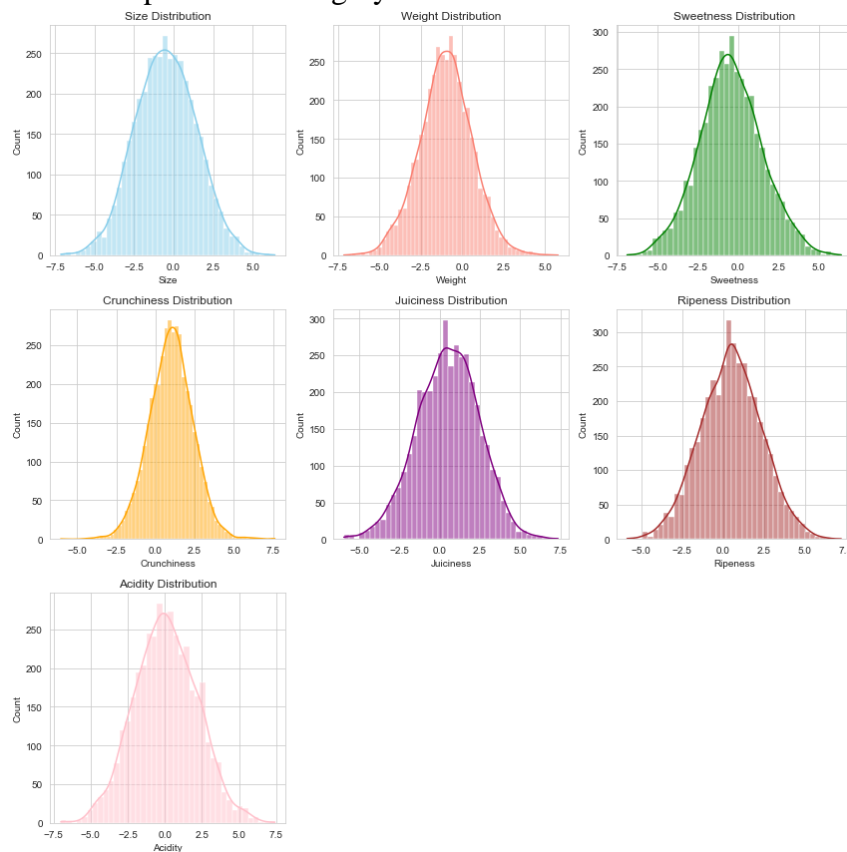 Size Distribution
250
200
150
100
50
0
Count
−7.5 −5.0 −2.5 0.0 2.5 5.0
Size
Weight Distribution
250
200
150
100
50
0
Count
−5.0 −2.5 0.0 2.5 5.0
Weight
Sweetness Distribution
300
250
200
150
100
50
0
Count
−7.5 −5.0 −2.5 0.0 2.5 5.0
Sweetness
Crunchiness Distribution
250
200
150
100
50
0
Count
−5.0 −2.5 0.0 2.5 5.0 7.5
Crunchiness
Juiciness Distribution
300
250
200
150
100
50
0
Count
−5.0 −2.5 0.0 2.5 5.0 7.5
Juiciness
Ripeness Distribution
300
250
200
150
100
50
0
Count
−5.0 −2.5 0.0 2.5 5.0 7.
Ripeness
Acidity Distribution
300
250
200
150
100
50
0
Count
−7.5 −5.0 −2.5 0.0 2.5 5.0 7.5
Acidity